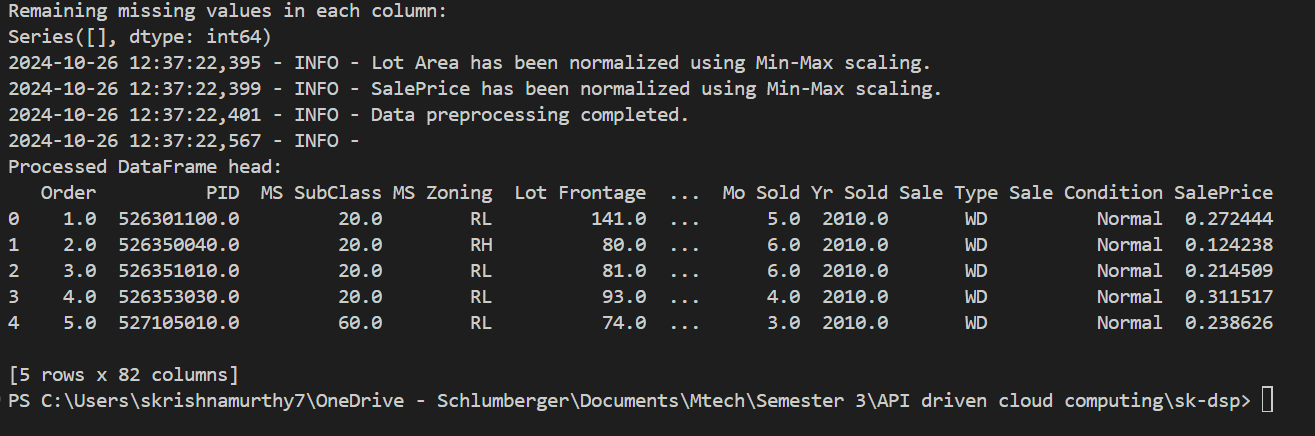 Remaining missing values in each column:
Series([], dtype: int64)
2024-10-26 12:37:22,395 - INFO - Lot Area has been normalized using Min-Max scaling.
2024-10-26 12:37:22,399 - INFO - SalePrice has been normalized using Min-Max scaling.
2024-10-26 12:37:22,401 - INFO - Data preprocessing completed.
2024-10-26 12:37:22,567 - INFO -
Processed DataFrame head:
   Order          PID  MS SubClass MS Zoning  Lot Frontage  ...  Mo Sold Yr Sold Sale Type Sale Condition SalePrice
0    1.0  526301100.0         20.0        RL         141.0  ...      5.0  2010.0       WD          Normal  0.272444
1    2.0  526350040.0         20.0        RH          80.0  ...      6.0  2010.0       WD          Normal  0.124238
2    3.0  526351010.0         20.0        RL          81.0  ...      6.0  2010.0       WD          Normal  0.214509
3    4.0  526353030.0         20.0        RL          93.0  ...      4.0  2010.0       WD          Normal  0.311517
4    5.0  527105010.0         60.0        RL          74.0  ...      3.0  2010.0       WD          Normal  0.238626
[5 rows x 82 columns]
PS C:\Users\skrishnamurthy7\OneDrive - Schlumberger\Documents\Mtech\Semester 3\API driven cloud computing\sk-dsp>